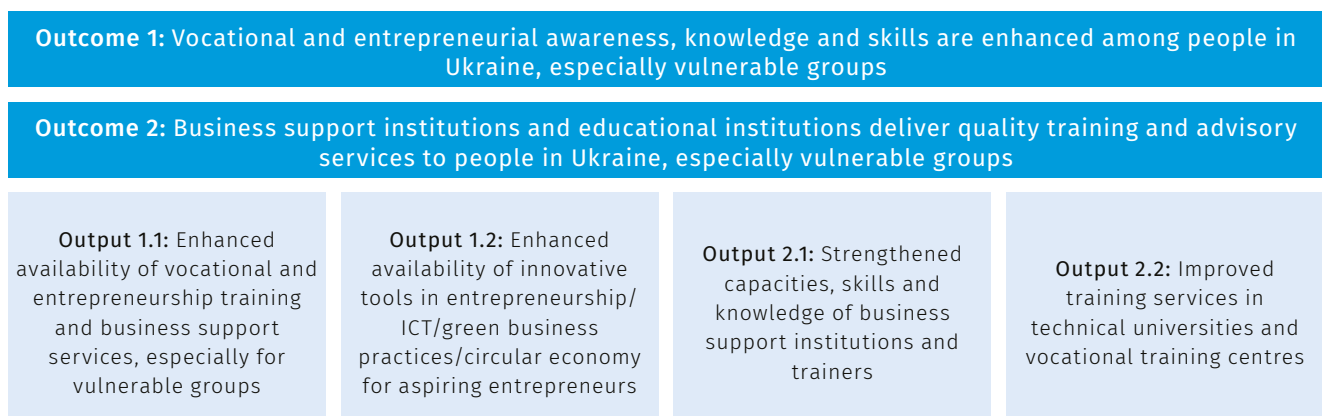 Outcome 1: Vocational and entrepreneurial awareness, knowledge and skills are enhanced among people in
Ukraine, especially vulnerable groups
Outcome 2: Business support institutions and educational institutions deliver quality training and advisory
services to people in Ukraine, especially vulnerable groups
Output 1.1: Enhanced
availability of vocational and
entrepreneurship training
and business support
services, especially for
vulnerable groups
Output 1.2: Enhanced
availability of innovative
tools in entrepreneurship/
ICT/green business
practices/circular economy
for aspiring entrepreneurs
Output 2.1: Strengthened
capacities, skills and
knowledge of business
support institutions and
trainers
Output 2.2: Improved
training services in
technical universities and
vocational training centres